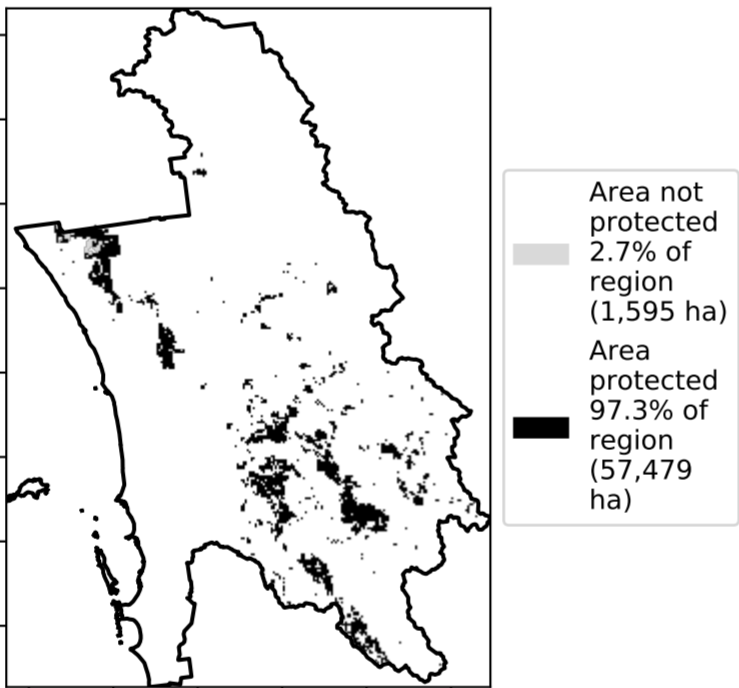 Area not
protected
2.7% of
region
(1,595 ha)
Area
protected
97.3% of
region
(57,479
ha)